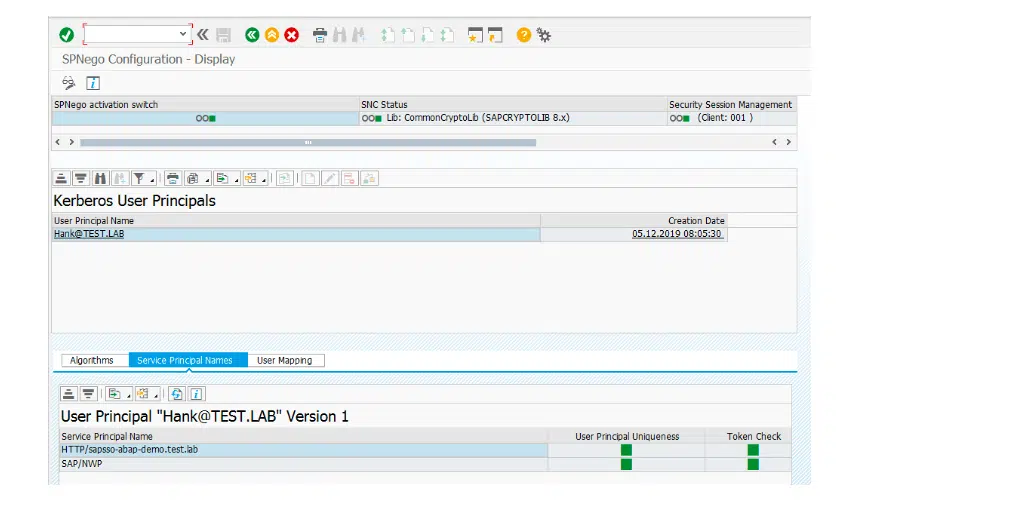 SPNego Configuration - Display
SPNego activation switch SNC Status Security Session Management
Lib: CommonCryptoLib (SAPCRYPTOLIB 8.x) (Client: 001 )
Kerberos User Principals
User Principal Name Creation Date
Hank@TEST.LAB 05.12.2019 08:05:30
Algorithms Service Principal Names User Mapping
User Principal "Hank@TEST.LAB" Version 1
Service Principal Name User Principal Uniqueness Token Check
HTTP/sapsso-abap-demo.test.lab
SAP/NWP